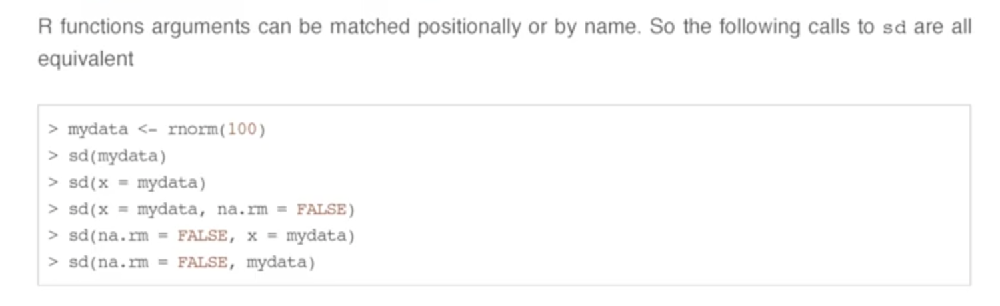 R functions arguments can be matched positionally or by name. So the following calls to sd are all
equivalent
> mydata <- rnorm(100)
> sd(mydata)
> sd(x = mydata)
> sd(x = mydata, na.rm = FALSE)
> sd(na.rm = FALSE, x = mydata)
> sd(na.rm = FALSE, mydata)